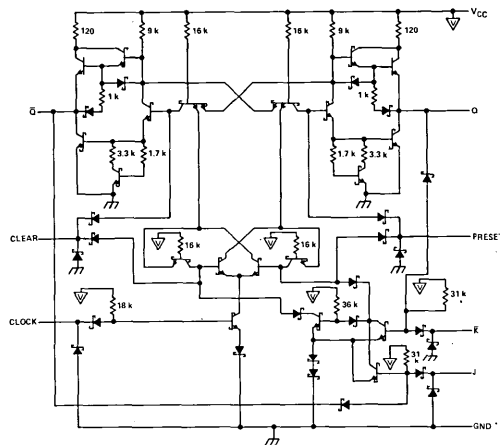 VCC
120
9 k
16 k
16 k
9 k
120
1 k
1 k
Q̅
Q
3.3 k
1.7 k
1.7 k
3.3 k
CLEAR
PRESET
16 k
16 k
18 k
36 k
31 k
CLOCK
K̅
31 k
J
GND